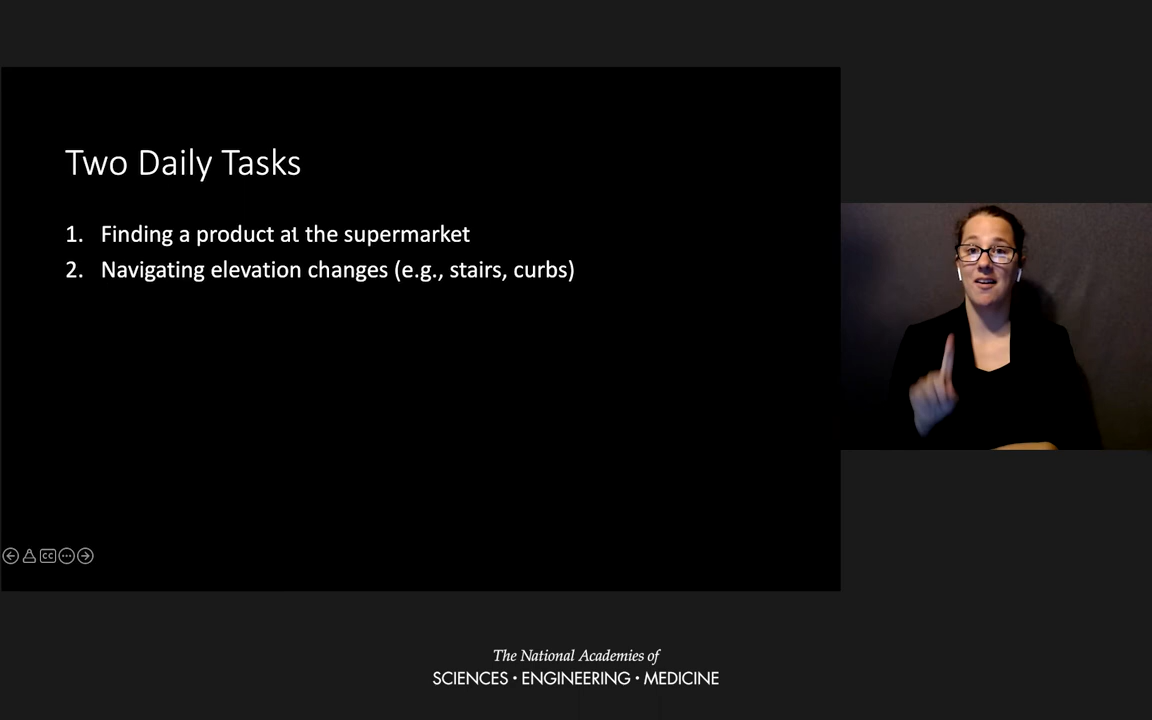 Two Daily Tasks
1. Finding a product at the supermarket
2. Navigating elevation changes (e.g., stairs, curbs)
CC
The National Academies of
SCIENCES • ENGINEERING • MEDICINE